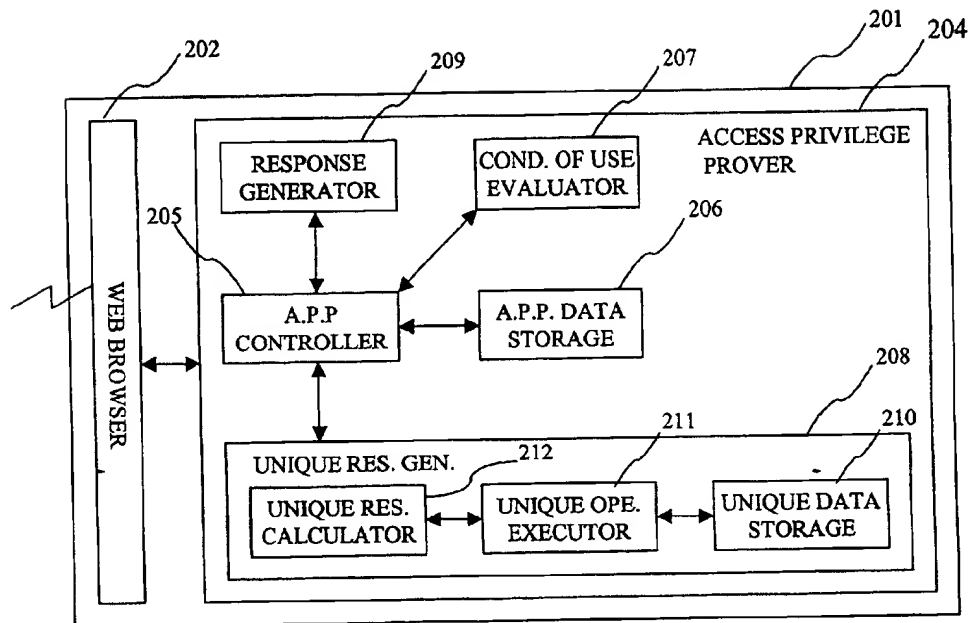 201
202
204
209
207
ACCESS PRIVILEGE
PROVER
RESPONSE
GENERATOR
COND. OF USE
EVALUATOR
205
206
WEB BROWSER
A.P.P
CONTROLLER
A.P.P. DATA
STORAGE
208
211
210
UNIQUE RES. GEN.
212
UNIQUE RES.
CALCULATOR
UNIQUE OPE.
EXECUTOR
UNIQUE DATA
STORAGE